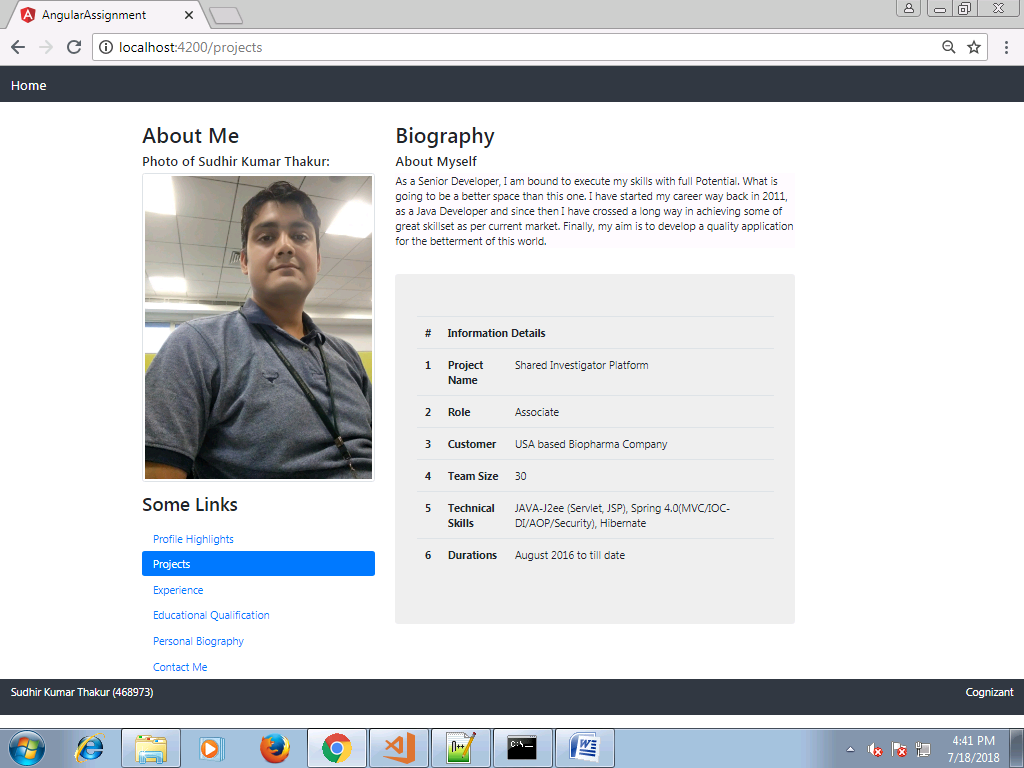 AngularAssignment
localhost:4200/projects
Home
About Me
Photo of Sudhir Kumar Thakur:
Some Links
Profile Highlights
Projects
Experience
Educational Qualification
Personal Biography
Contact Me
Biography
About Myself
As a Senior Developer, I am bound to execute my skills with full Potential. What is
going to be a better space than this one. I have started my career way back in 2011,
as a Java Developer and since then I have crossed a long way in achieving some of
great skillset as per current market. Finally, my aim is to develop a quality application
for the betterment of this world.
# Information Details
1 Project Name Shared Investigator Platform
2 Role Associate
3 Customer USA based Biopharma Company
4 Team Size 30
5 Technical Skills JAVA-J2ee (Servlet, JSP), Spring 4.0(MVC/IOC-
DI/AOP/Security), Hibernate
6 Durations August 2016 to till date
Sudhir Kumar Thakur (468973) Cognizant
4:41 PM
7/18/2018